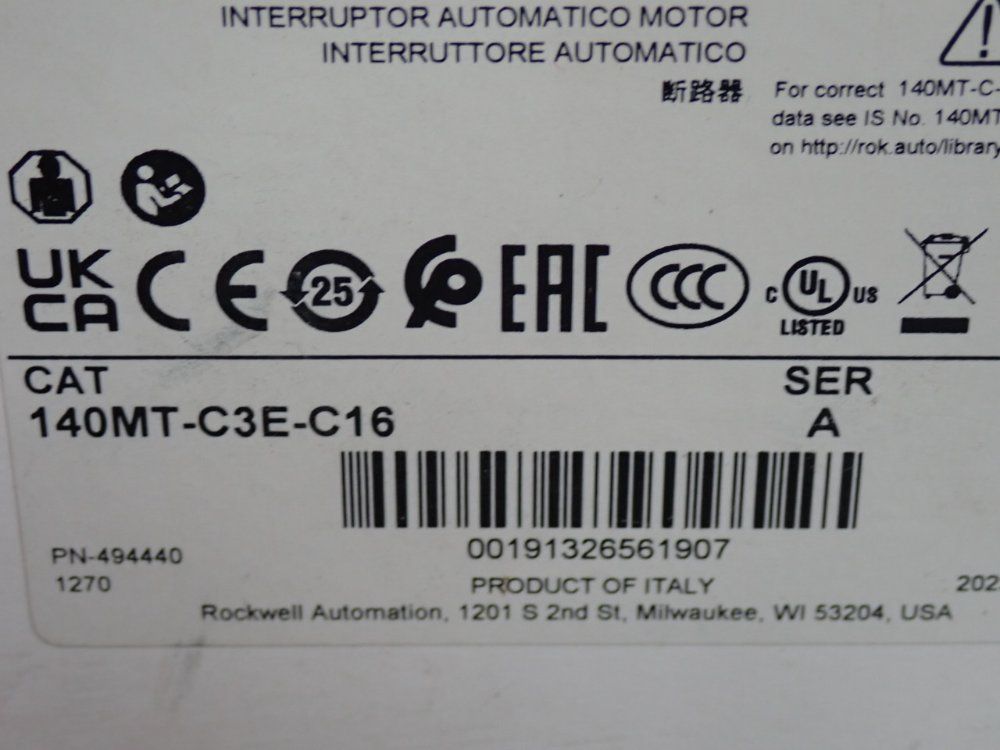 INTERRUPTOR AUTOMATICO MOTOR
INTERRUTTORE AUTOMATICO
断路器
For correct 140MT-C-
data see IS No. 140MT
on http://rok.auto/library
UK
CA
CE
25
EAC
CCC
C UL US
LISTED
CAT
SER
140MT-C3E-C16
A
00191326561907
PN-494440
1270
PRODUCT OF ITALY
202
Rockwell Automation, 1201 S 2nd St, Milwaukee, WI 53204, USA